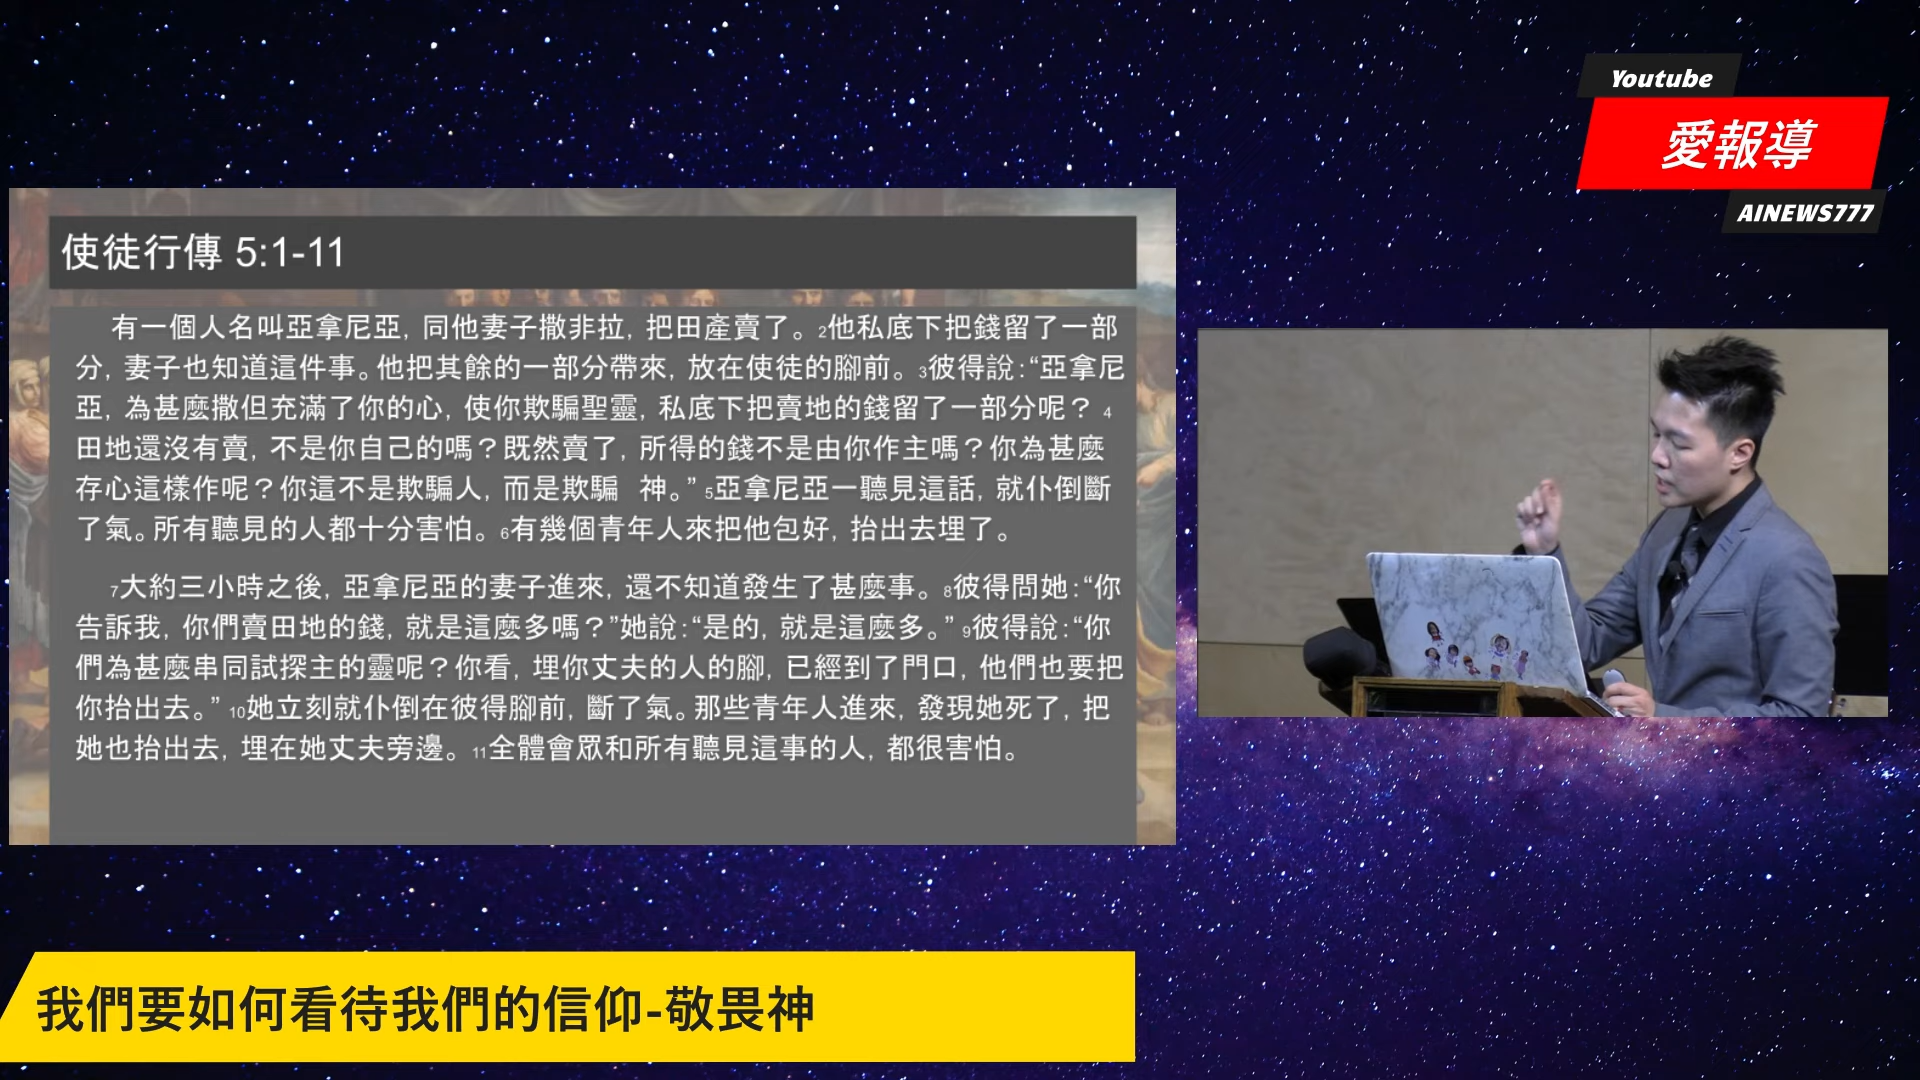 Youtube
愛報導
AINEWS777
使徒行傳 5:1-11
有一個人名叫亞拿尼亞, 同他妻子撒非拉, 把田產賣了。2他私底下把錢留了一部
分, 妻子也知道這件事。他把其餘的一部分帶來, 放在使徒的腳前。3彼得說:“亞拿尼
亞, 為甚麼撒但充滿了你的心, 使你欺騙聖靈, 私底下把賣地的錢留了一部分呢？4
田地還沒有賣, 不是你自己的嗎？既然賣了, 所得的錢不是由你作主嗎？你為甚麼
存心這樣作呢？你這不是欺騙人, 而是欺騙 神。” 5亞拿尼亞一聽見這話, 就仆倒斷
了氣。所有聽見的人都十分害怕。6有幾個青年人來把他包好, 抬出去埋了。
7大約三小時之後, 亞拿尼亞的妻子進來, 還不知道發生了甚麼事。8彼得問她:“你
告訴我, 你們賣田地的錢, 就是這麼多嗎？”她說:“是的, 就是這麼多。” 9彼得說:“你
們為甚麼串同試探主的靈呢？你看, 埋你丈夫的人的腳, 已經到了門口, 他們也要把
你抬出去。” 10她立刻就仆倒在彼得腳前, 斷了氣。那些青年人進來, 發現她死了, 把
她也抬出去, 埋在她丈夫旁邊。11全體會眾和所有聽見這事的人, 都很害怕。
我們要如何看待我們的信仰-敬畏神